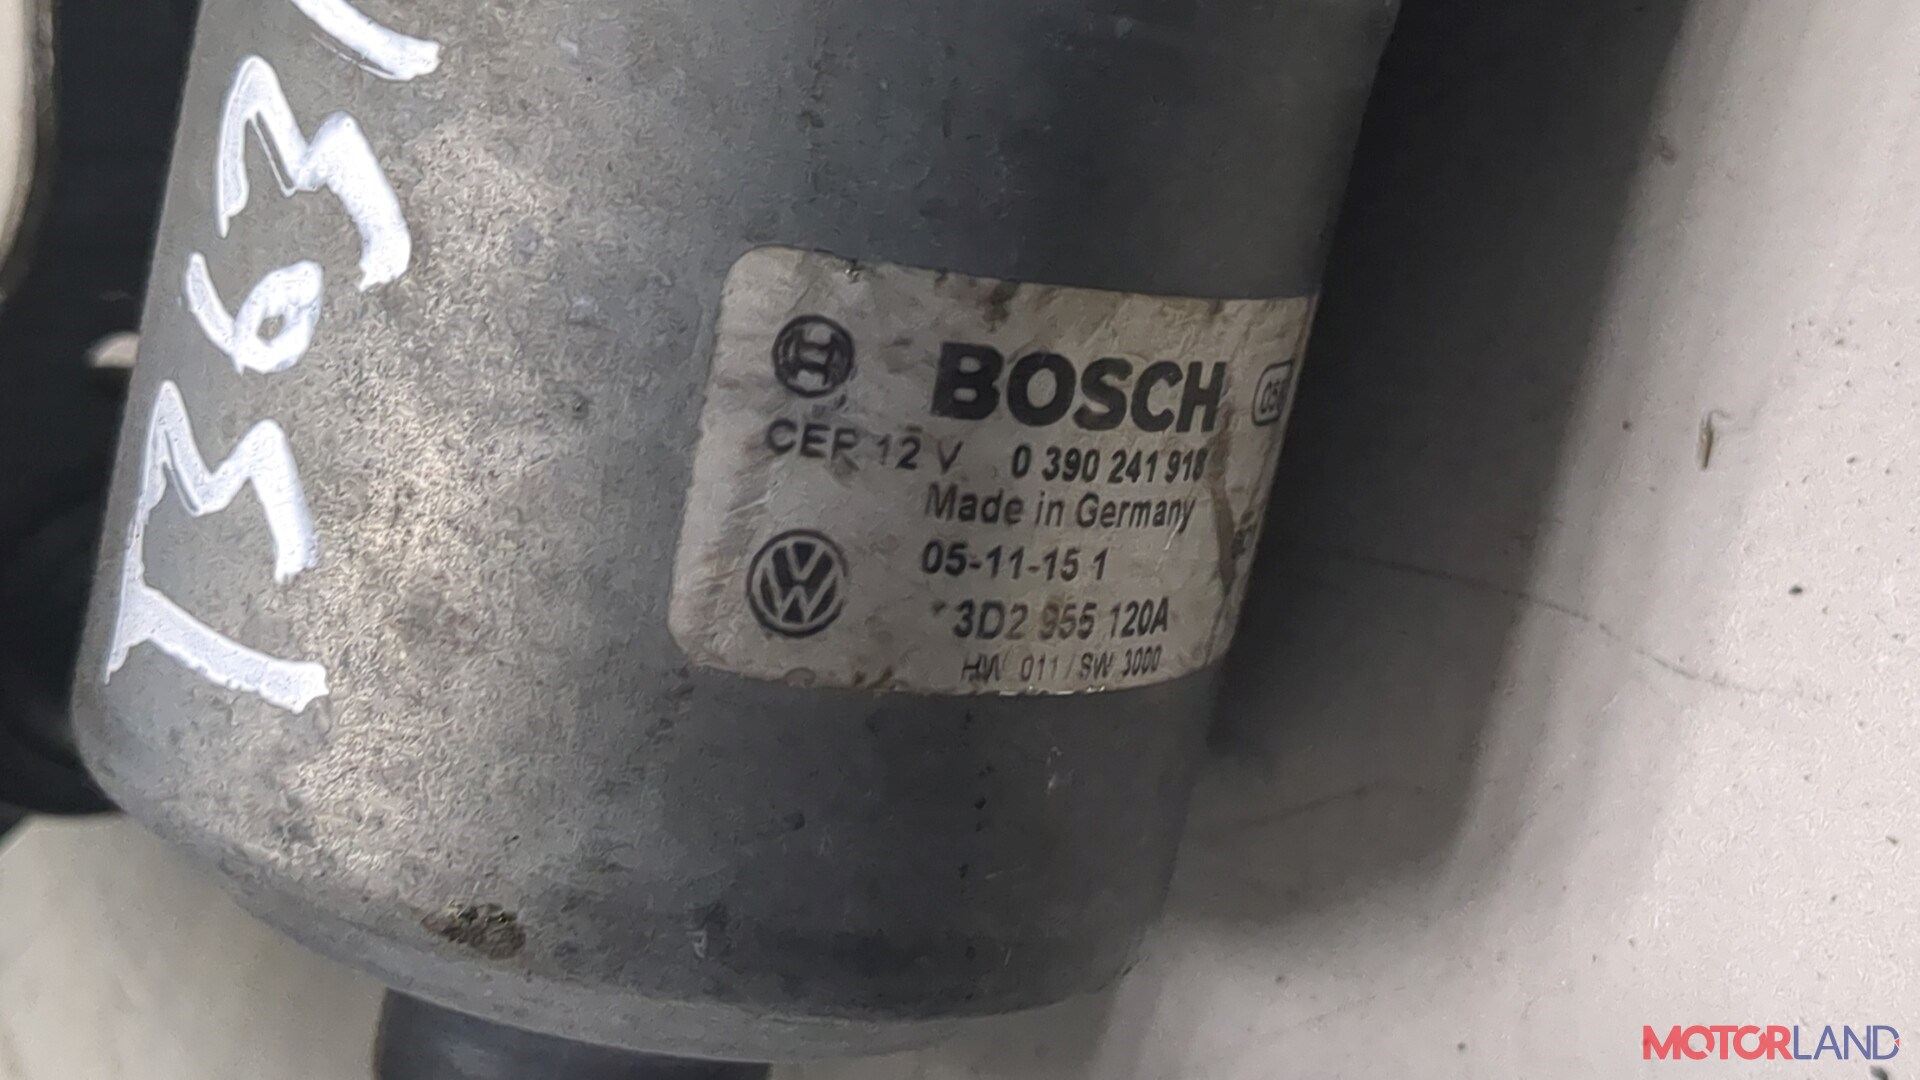 T3631
BOSCH
CEP 12 V 0 390 241 918
Made in Germany
05-11-15 1
3D2 955 120A
HW 011 / SW 3000
MOTORLAND